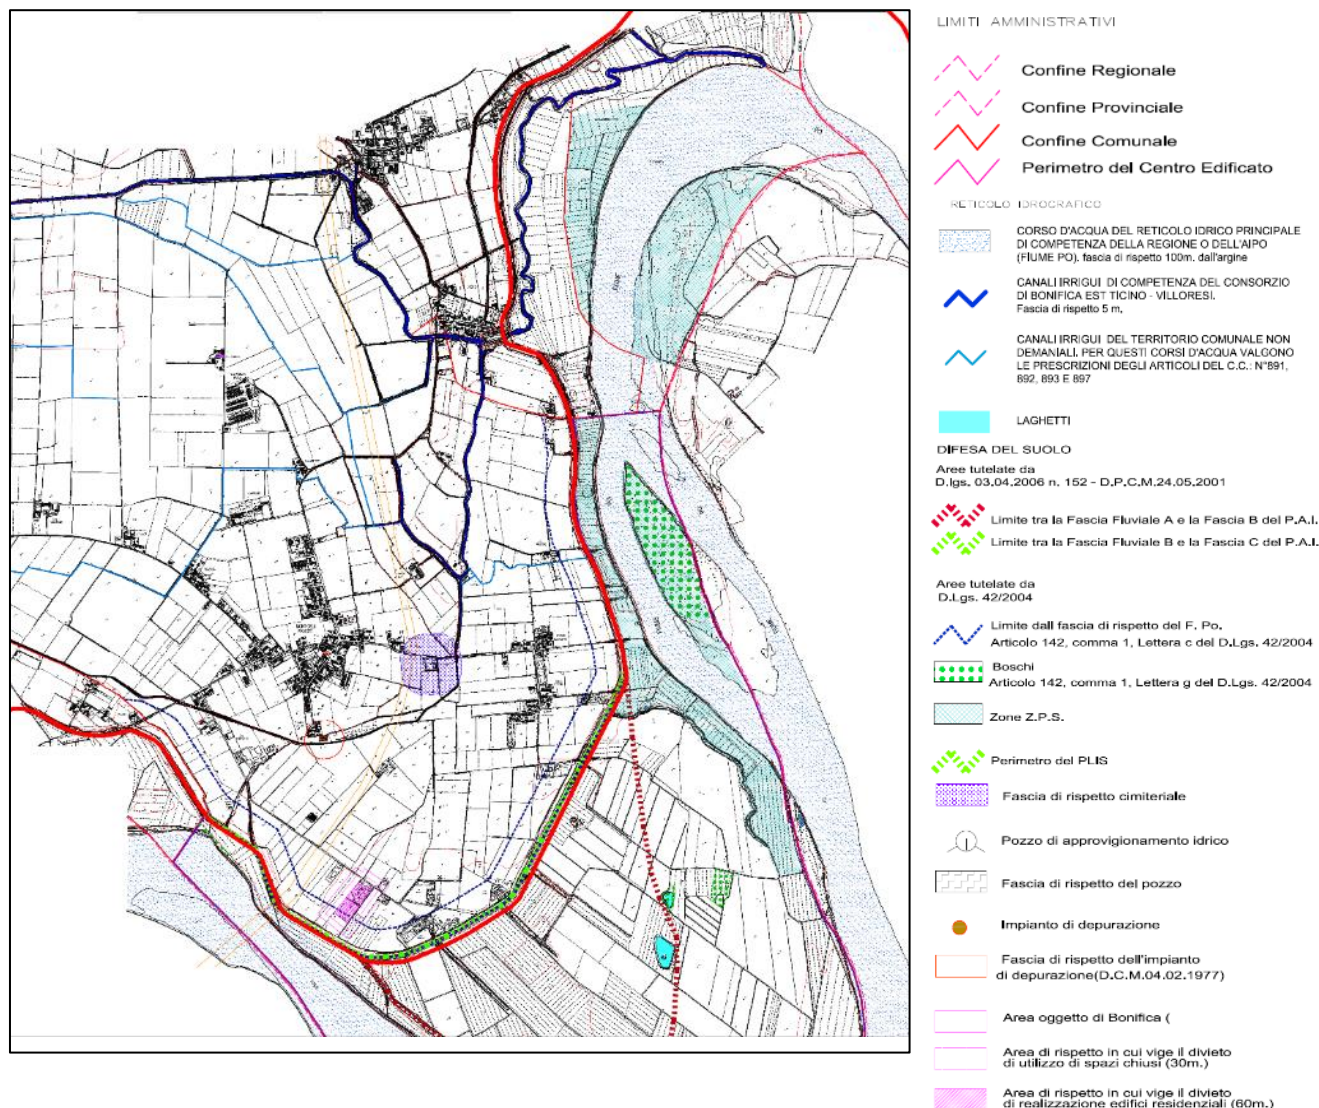 LIMITI AMMINISTRATIVI
Confine Regionale
Confine Provinciale
Confine Comunale
Perimetro del Centro Edificato
RETICOLO IDROGRAFICO
CORSO D'ACQUA DEL RETICOLO IDRICO PRINCIPALE
DI COMPETENZA DELLA REGIONE O DELL'AIPO
(FIUME PO). fascia di rispetto 100m. dall'argine
CANALI IRRIGUI DI COMPETENZA DEL CONSORZIO
DI BONIFICA EST TICINO - VILLORESI.
Fascia di rispetto 5 m.
CANALI IRRIGUI DEL TERRITORIO COMUNALE NON
DEMANIALI. PER QUESTI CORSI D'ACQUA VALGONO
LE PRESCRIZIONI DEGLI ARTICOLI DEL C.C.: N°891,
892, 893 E 897
LAGHETTI
DIFESA DEL SUOLO
Aree tutelate da
D.lgs. 03.04.2006 n. 152 - D.P.C.M.24.05.2001
Limite tra la Fascia Fluviale A e la Fascia B del P.A.I.
Limite tra la Fascia Fluviale B e la Fascia C del P.A.I.
Aree tutelate da
D.Lgs. 42/2004
Limite dall fascia di rispetto del F. Po.
Articolo 142, comma 1, Lettera c del D.Lgs. 42/2004
Boschi
Articolo 142, comma 1, Lettera g del D.Lgs. 42/2004
Zone Z.P.S.
Perimetro del PLIS
Fascia di rispetto cimiteriale
Pozzo di approvigionamento idrico
Fascia di rispetto del pozzo
Impianto di depurazione
Fascia di rispetto dell'impianto
di depurazione(D.C.M.04.02.1977)
Area oggetto di Bonifica (
Area di rispetto in cui vige il divieto
di utilizzo di spazi chiusi (30m.)
Area di rispetto in cui vige il divieto
di realizzazione edifici residenziali (60m.)